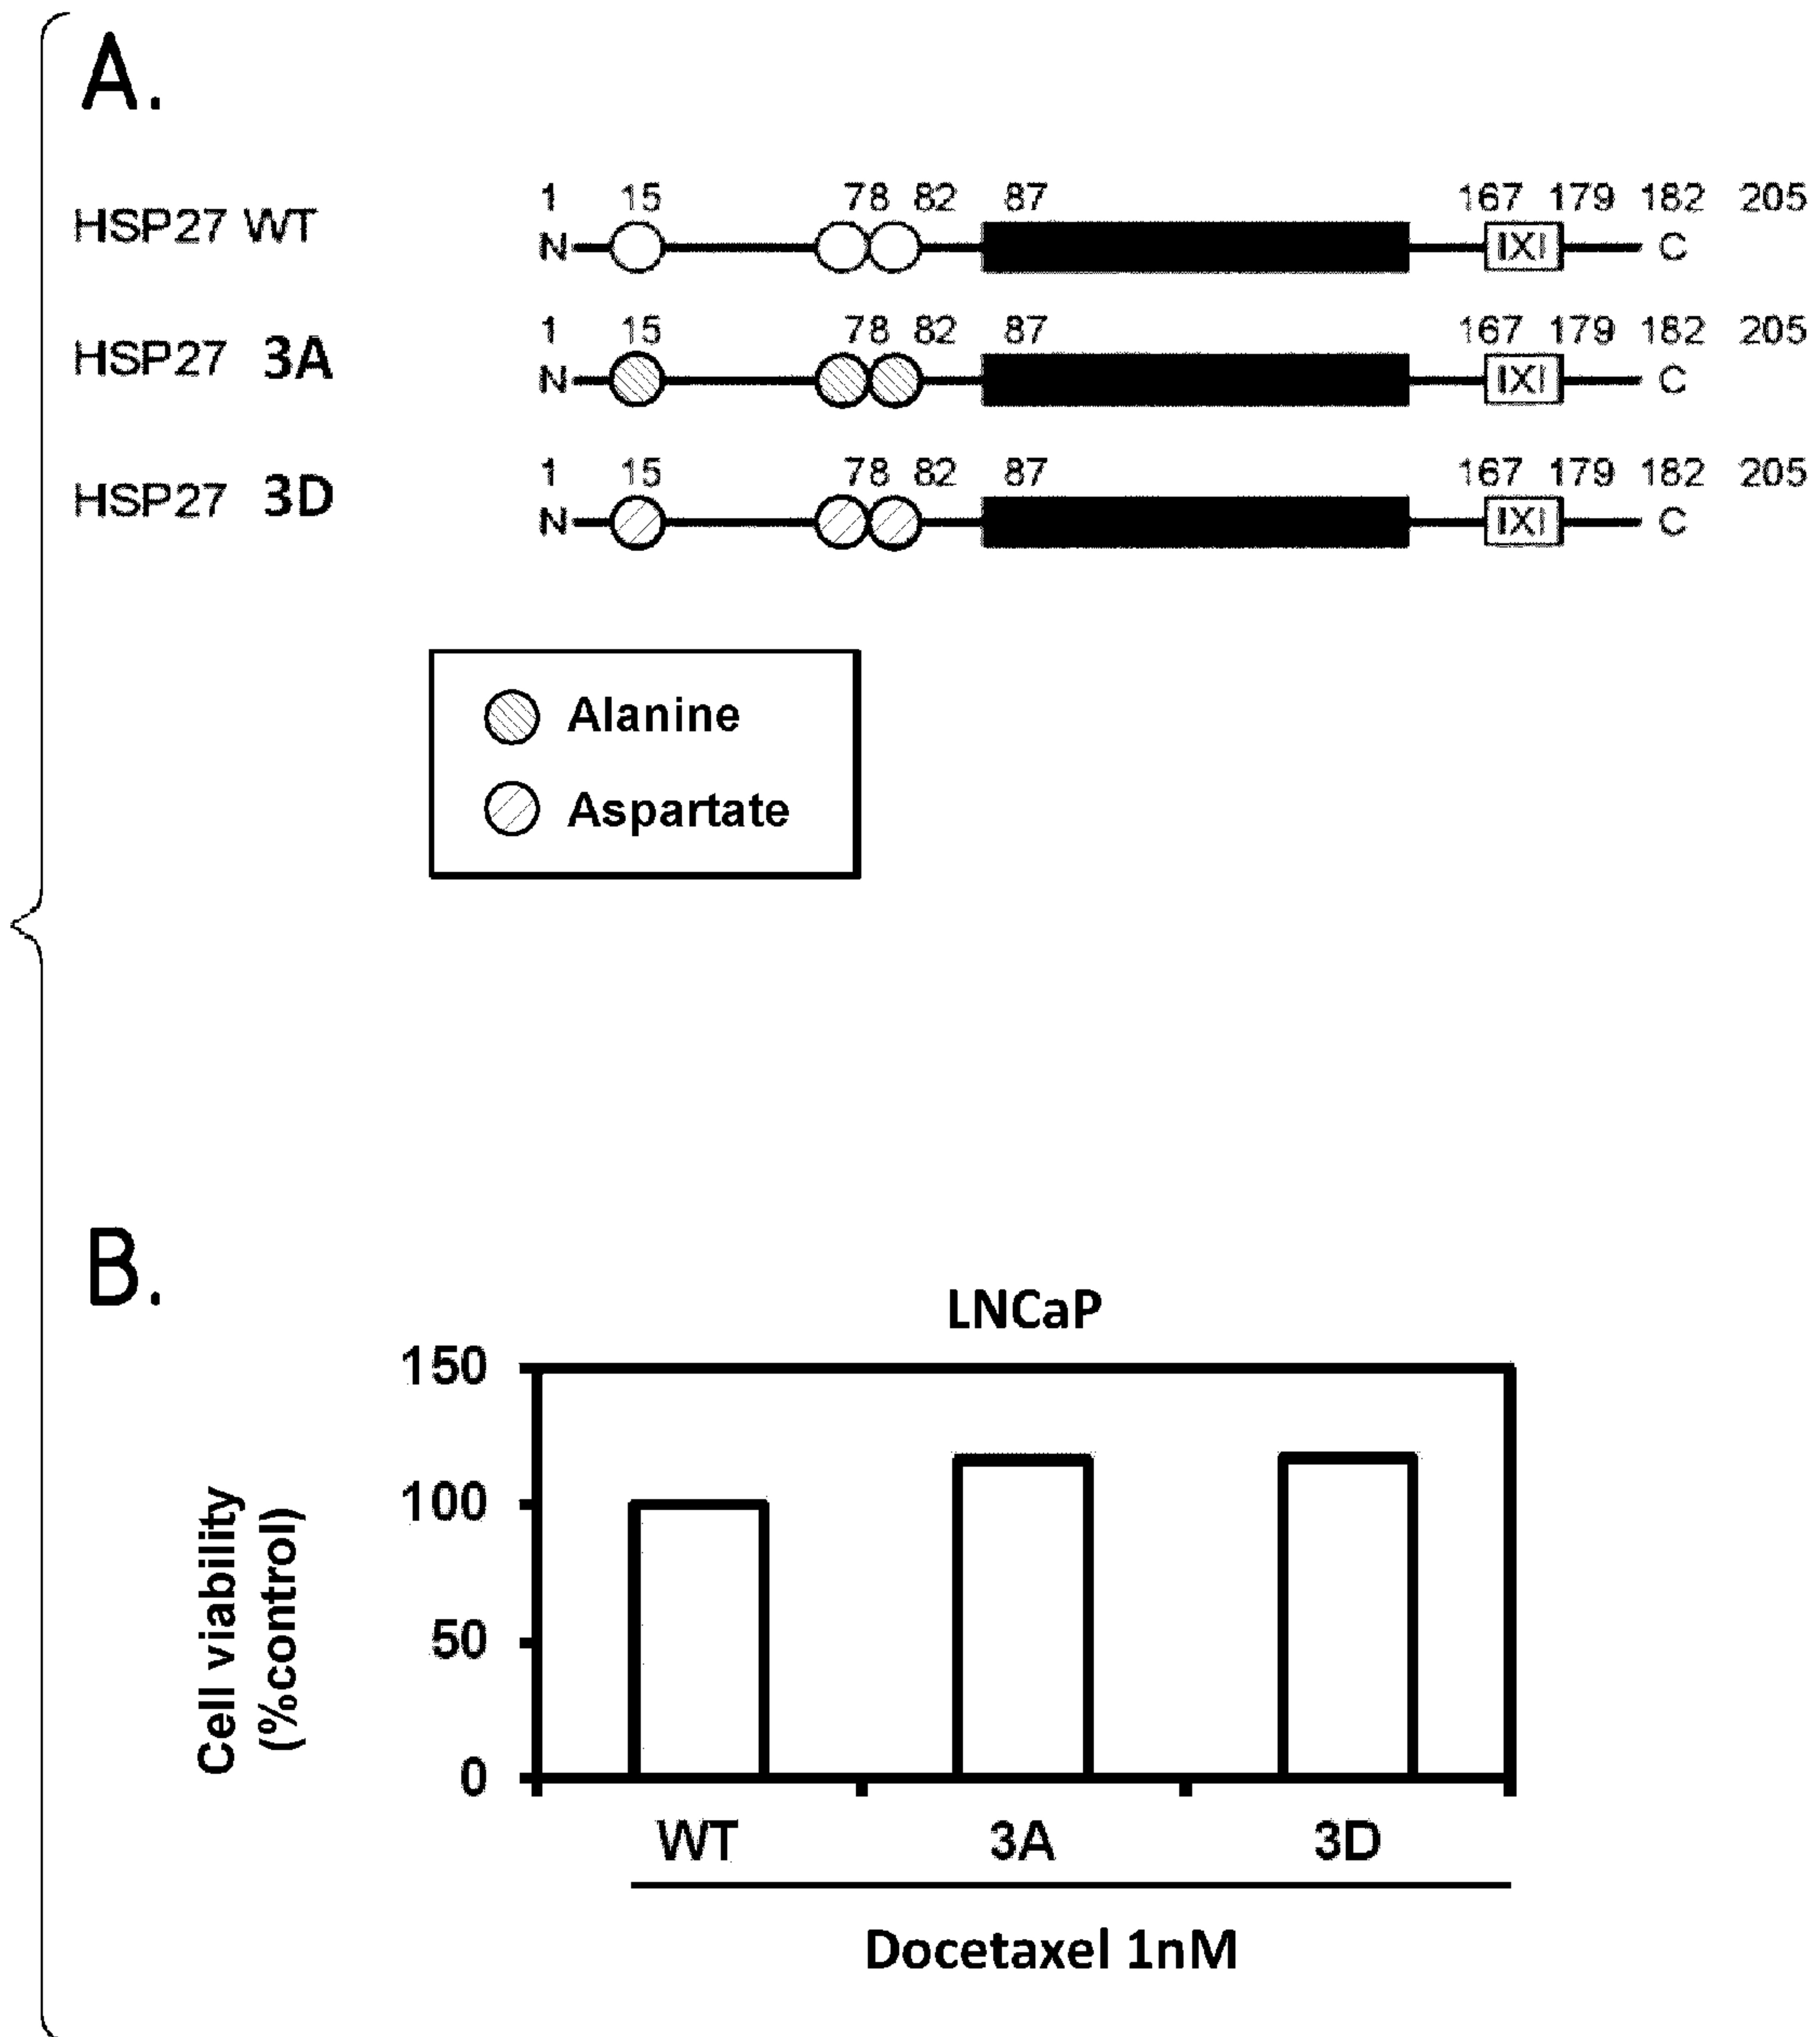 A.
1 15 78 82 87 167 179 182 205
HSP27 WT N IXI C
1 15 78 82 87 167 179 182 205
HSP27 3A N IXI C
1 15 78 82 87 167 179 182 205
HSP27 3D N IXI C
Alanine
Aspartate
B.
LNCaP
150
100
50
0
Cell viability
(%control)
WT 3A 3D
Docetaxel 1nM